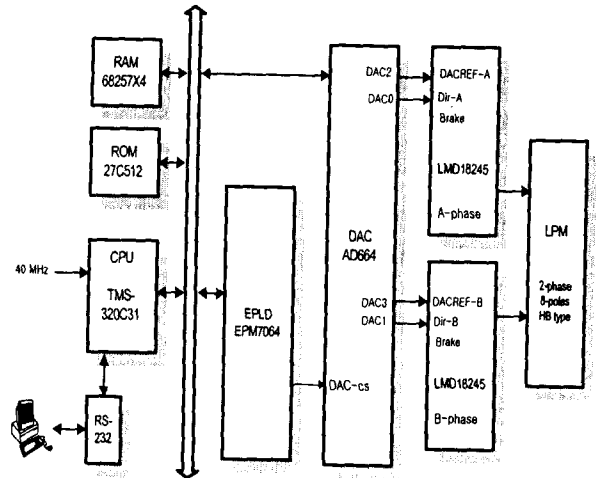 RAM
68257X4
ROM
27C512
40 MHz
CPU
TMS-
320C31
RS-
232
EPLD
EPM7064
DAC
AD664
DAC2
DAC0
DAC3
DAC1
DAC-cs
DACREF-A
Dir-A
Brake
LMD18245
A-phase
DACREF-B
Dir-B
Brake
LMD18245
B-phase
LPM
2-phase
8-poles
HB type